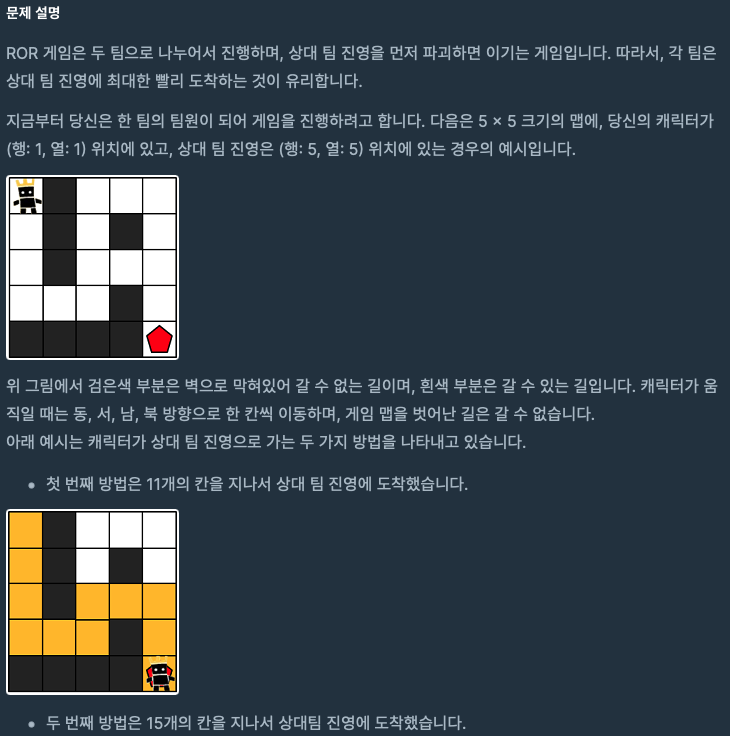 문제 설명
ROR 게임은 두 팀으로 나누어서 진행하며, 상대 팀 진영을 먼저 파괴하면 이기는 게임입니다. 따라서, 각 팀은
상대 팀 진영에 최대한 빨리 도착하는 것이 유리합니다.
지금부터 당신은 한 팀의 팀원이 되어 게임을 진행하려고 합니다. 다음은 5 x 5 크기의 맵에, 당신의 캐릭터가
(행: 1, 열: 1) 위치에 있고, 상대 팀 진영은 (행: 5, 열: 5) 위치에 있는 경우의 예시입니다.
위 그림에서 검은색 부분은 벽으로 막혀있어 갈 수 없는 길이며, 흰색 부분은 갈 수 있는 길입니다. 캐릭터가 움
직일 때는 동, 서, 남, 북 방향으로 한 칸씩 이동하며, 게임 맵을 벗어난 길은 갈 수 없습니다.
아래 예시는 캐릭터가 상대 팀 진영으로 가는 두 가지 방법을 나타내고 있습니다.
• 첫 번째 방법은 11개의 칸을 지나서 상대 팀 진영에 도착했습니다.
• 두 번째 방법은 15개의 칸을 지나서 상대팀 진영에 도착했습니다.